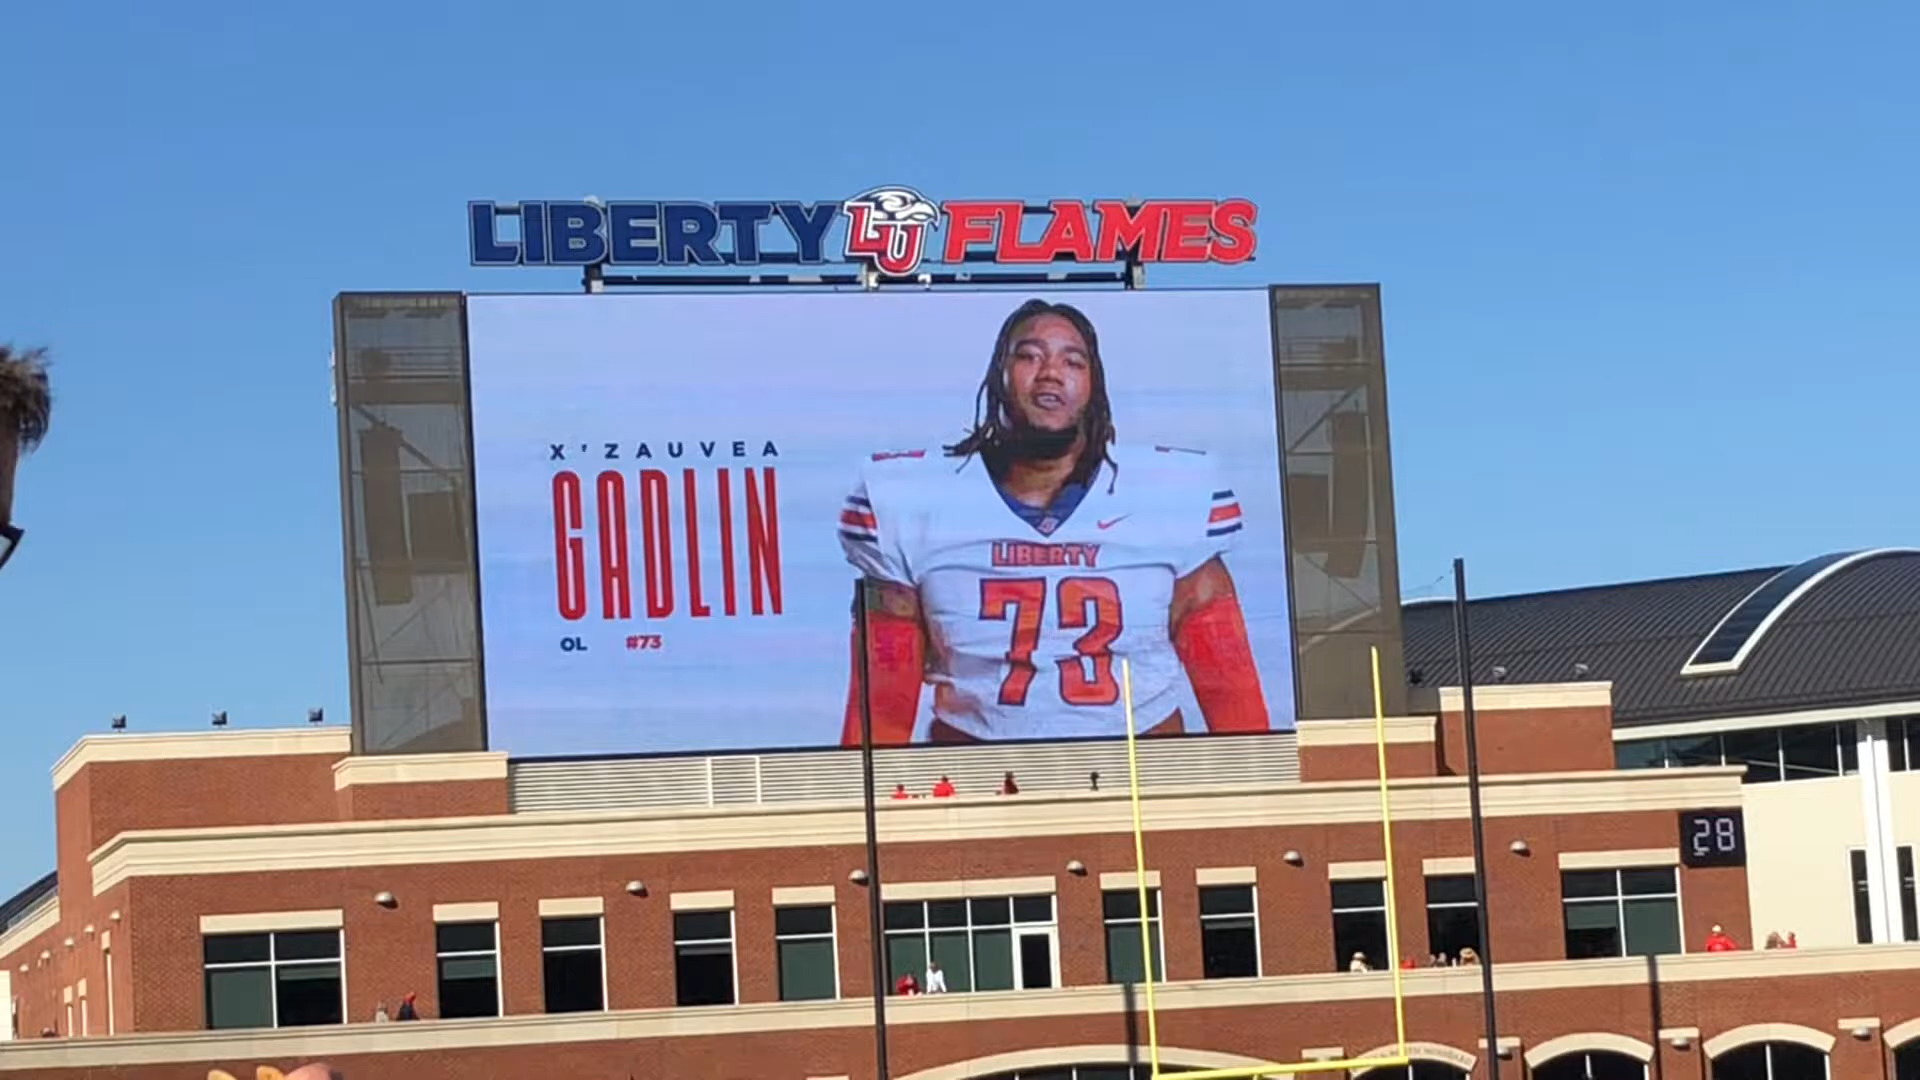 LIBERTY LU FLAMES
X'ZAUVEA
GADLIN
OL #73
LIBERTY
73
28